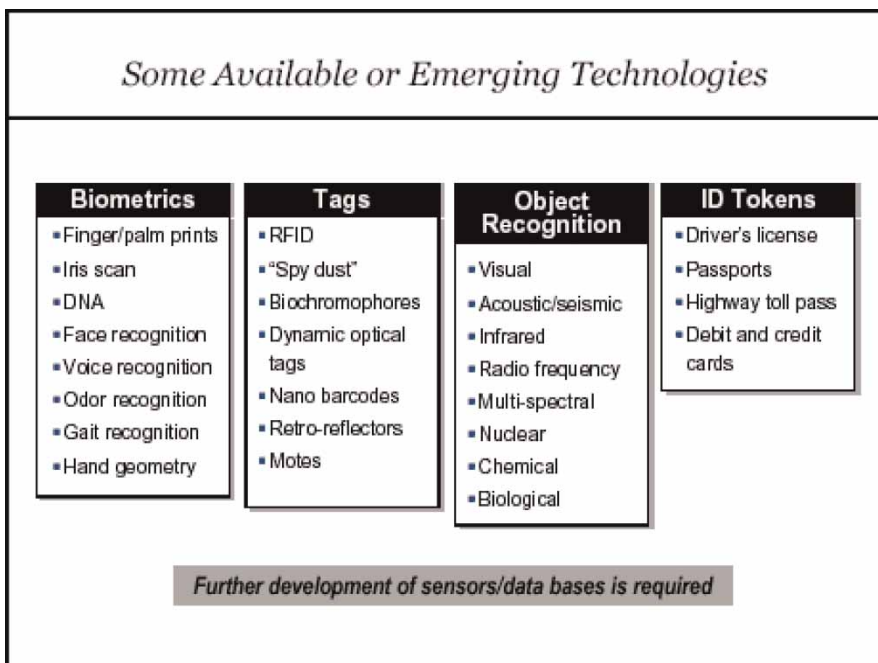 Some Available or Emerging Technologies
Biometrics
▪Finger/palm prints
▪Iris scan
▪DNA
▪Face recognition
▪Voice recognition
▪Odor recognition
▪Gait recognition
▪Hand geometry
Tags
▪RFID
▪“Spy dust”
▪Biochromophores
▪Dynamic optical
tags
▪Nano barcodes
▪Retro-reflectors
▪Motes
Object
Recognition
▪Visual
▪Acoustic/seismic
▪Infrared
▪Radio frequency
▪Multi-spectral
▪Nuclear
▪Chemical
▪Biological
ID Tokens
▪Driver’s license
▪Passports
▪Highway toll pass
▪Debit and credit
cards
Further development of sensors/data bases is required